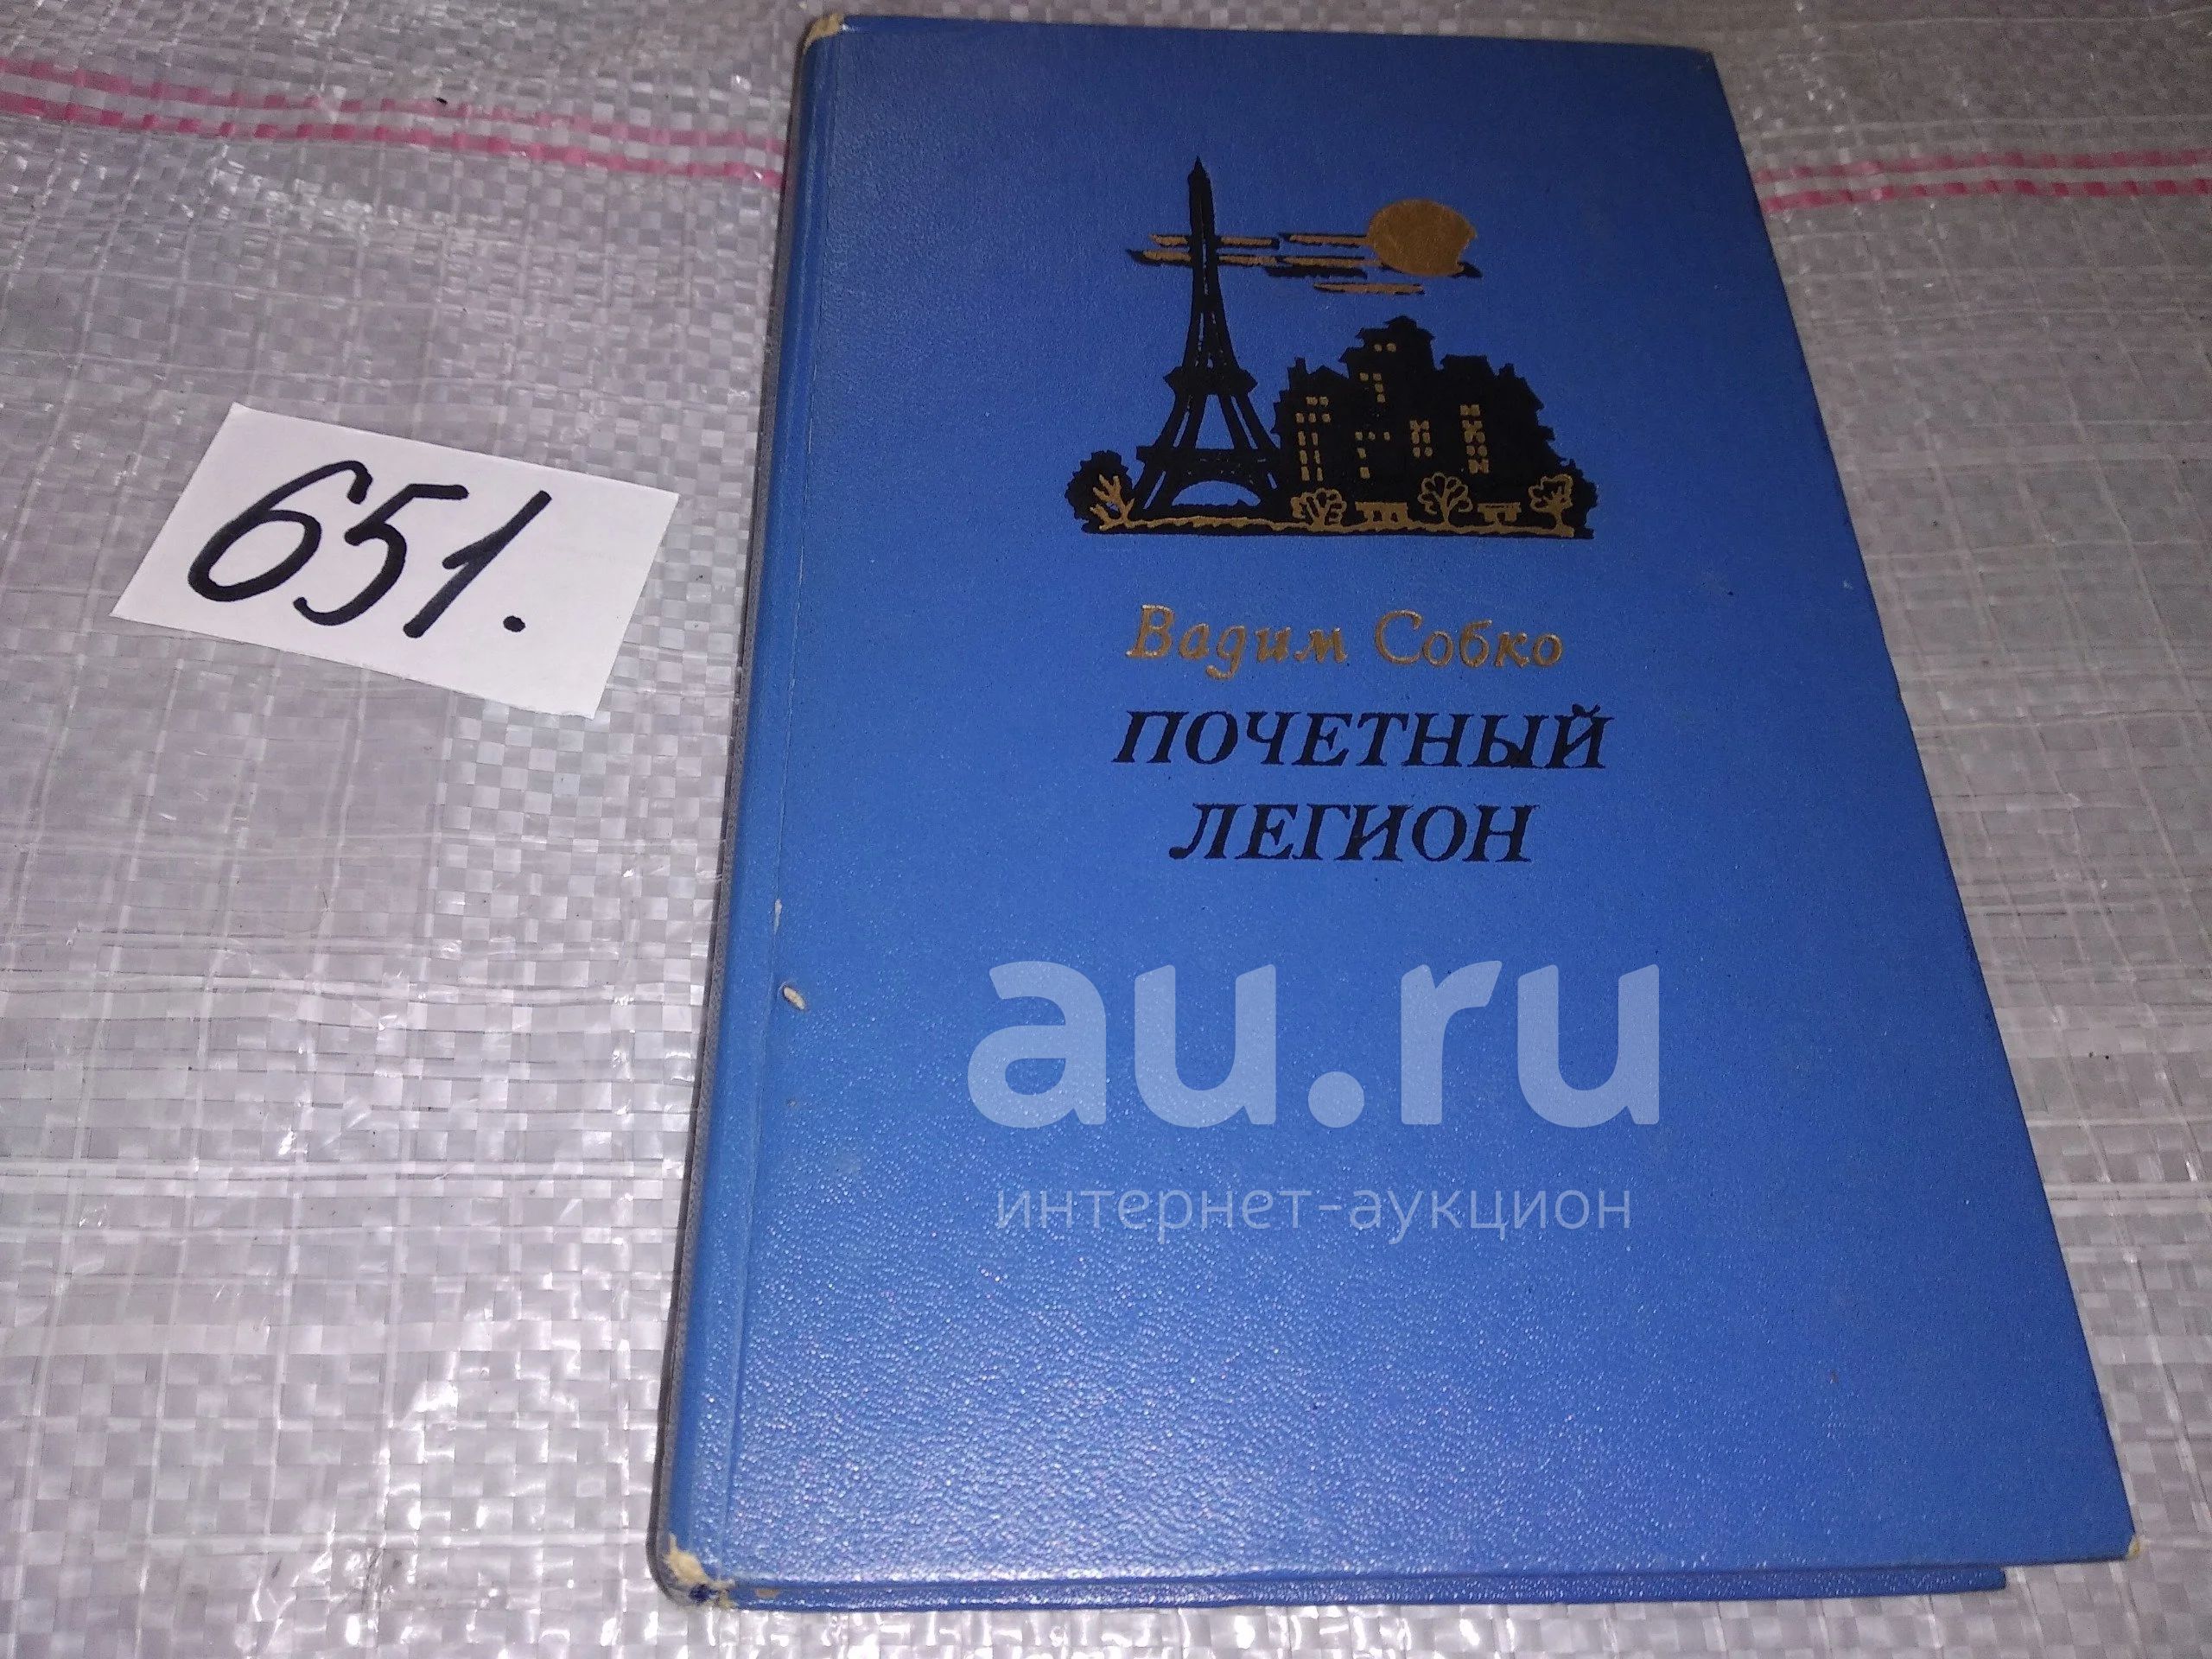 651.
Вадим Собко
ПОЧЕТНЫЙ
ЛЕГИОН
au.ru
интернет-аукцион